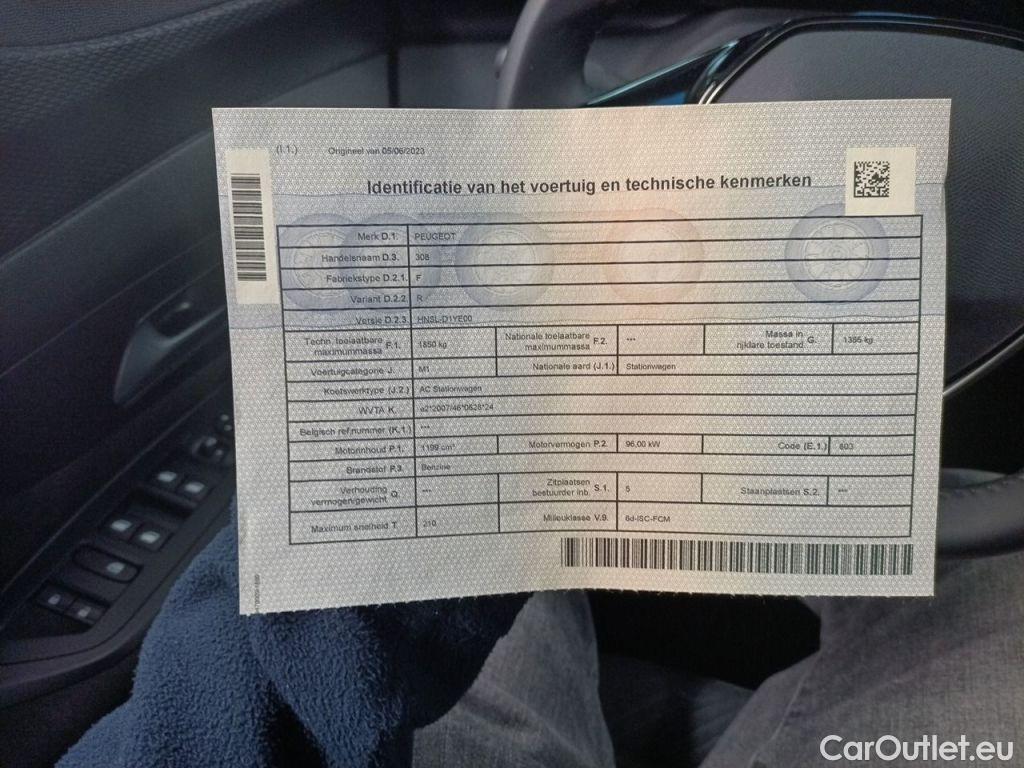 (I.1.) Origineel van 05/06/2023
Identificatie van het voertuig en technische kenmerken
Merk D.1. PEUGEOT
Handelsnaam D.3. 308
Fabriekstype D.2.1. F
Variant D.2.2. R
Versie D.2.3. HNSL-D1YE00
Techn. toelaatbare maximummassa F.1. 1850 kg Nationale toelaatbare maximummassa F.2. --- Massa in rijklare toestand G. 1385 kg
Voertuigcategorie J. M1 Nationale aard (J.1.) Stationwagen
Koetswerktype (J.2.) AC Stationwagen
WVTA K. e2*2007/46*0628*24
Belgisch ref.nummer (K.1.) ---
Motorinhoud P.1. 1199 cm³ Motorvermogen P.2. 96,00 kW Code (E.1.) 603
Brandstof P.3. Benzine
Verhouding vermogen/gewicht Q. --- Zitplaatsen bestuurder inb. S.1. 5 Staanplaatsen S.2. ---
Maximum snelheid T. 210 Milieuklasse V.9. 6d-ISC-FCM
CarOutlet.eu